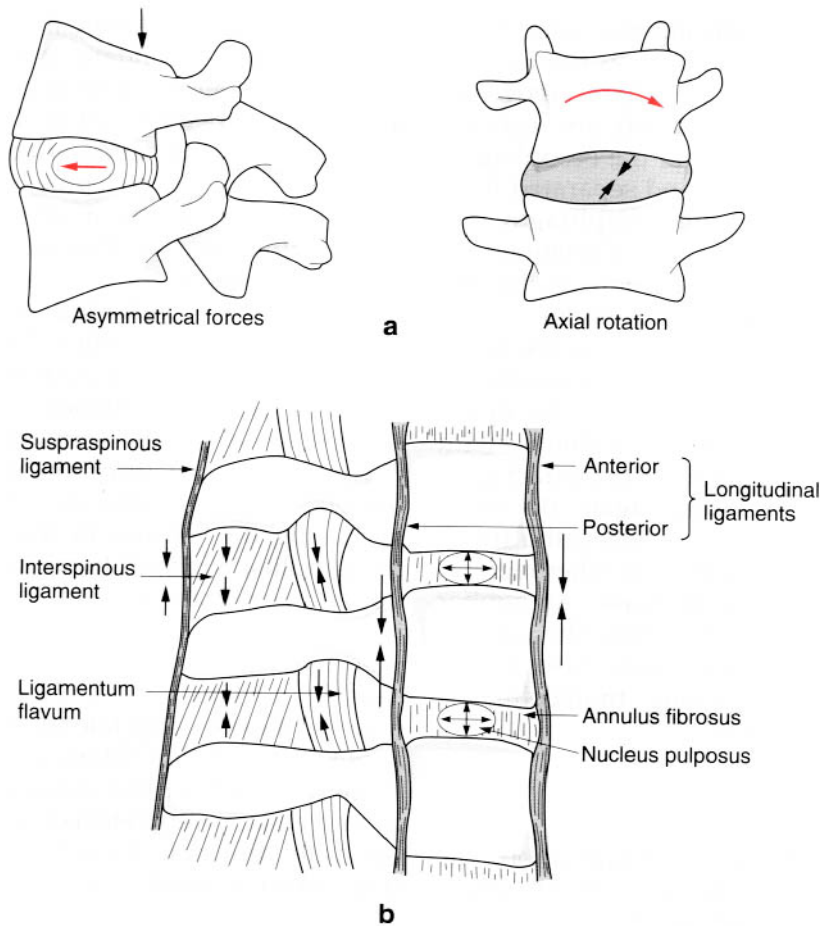 Asymmetrical forces
a
Axial rotation
Suspraspinous
ligament
Anterior
Longitudinal
ligaments
Posterior
Interspinous
ligament
Ligamentum
flavum
Annulus fibrosus
Nucleus pulposus
b